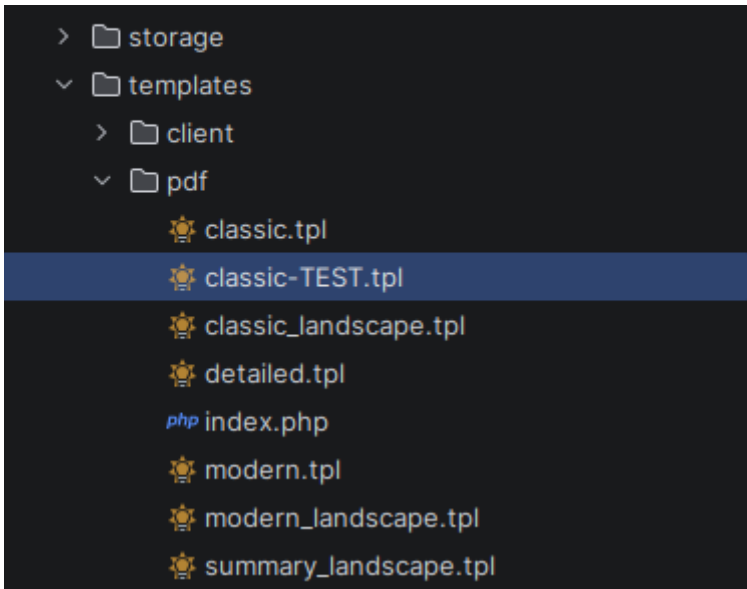 storage
templates
client
pdf
classic.tpl
classic-TEST.tpl
classic_landscape.tpl
detailed.tpl
php index.php
modern.tpl
modern_landscape.tpl
summary_landscape.tpl